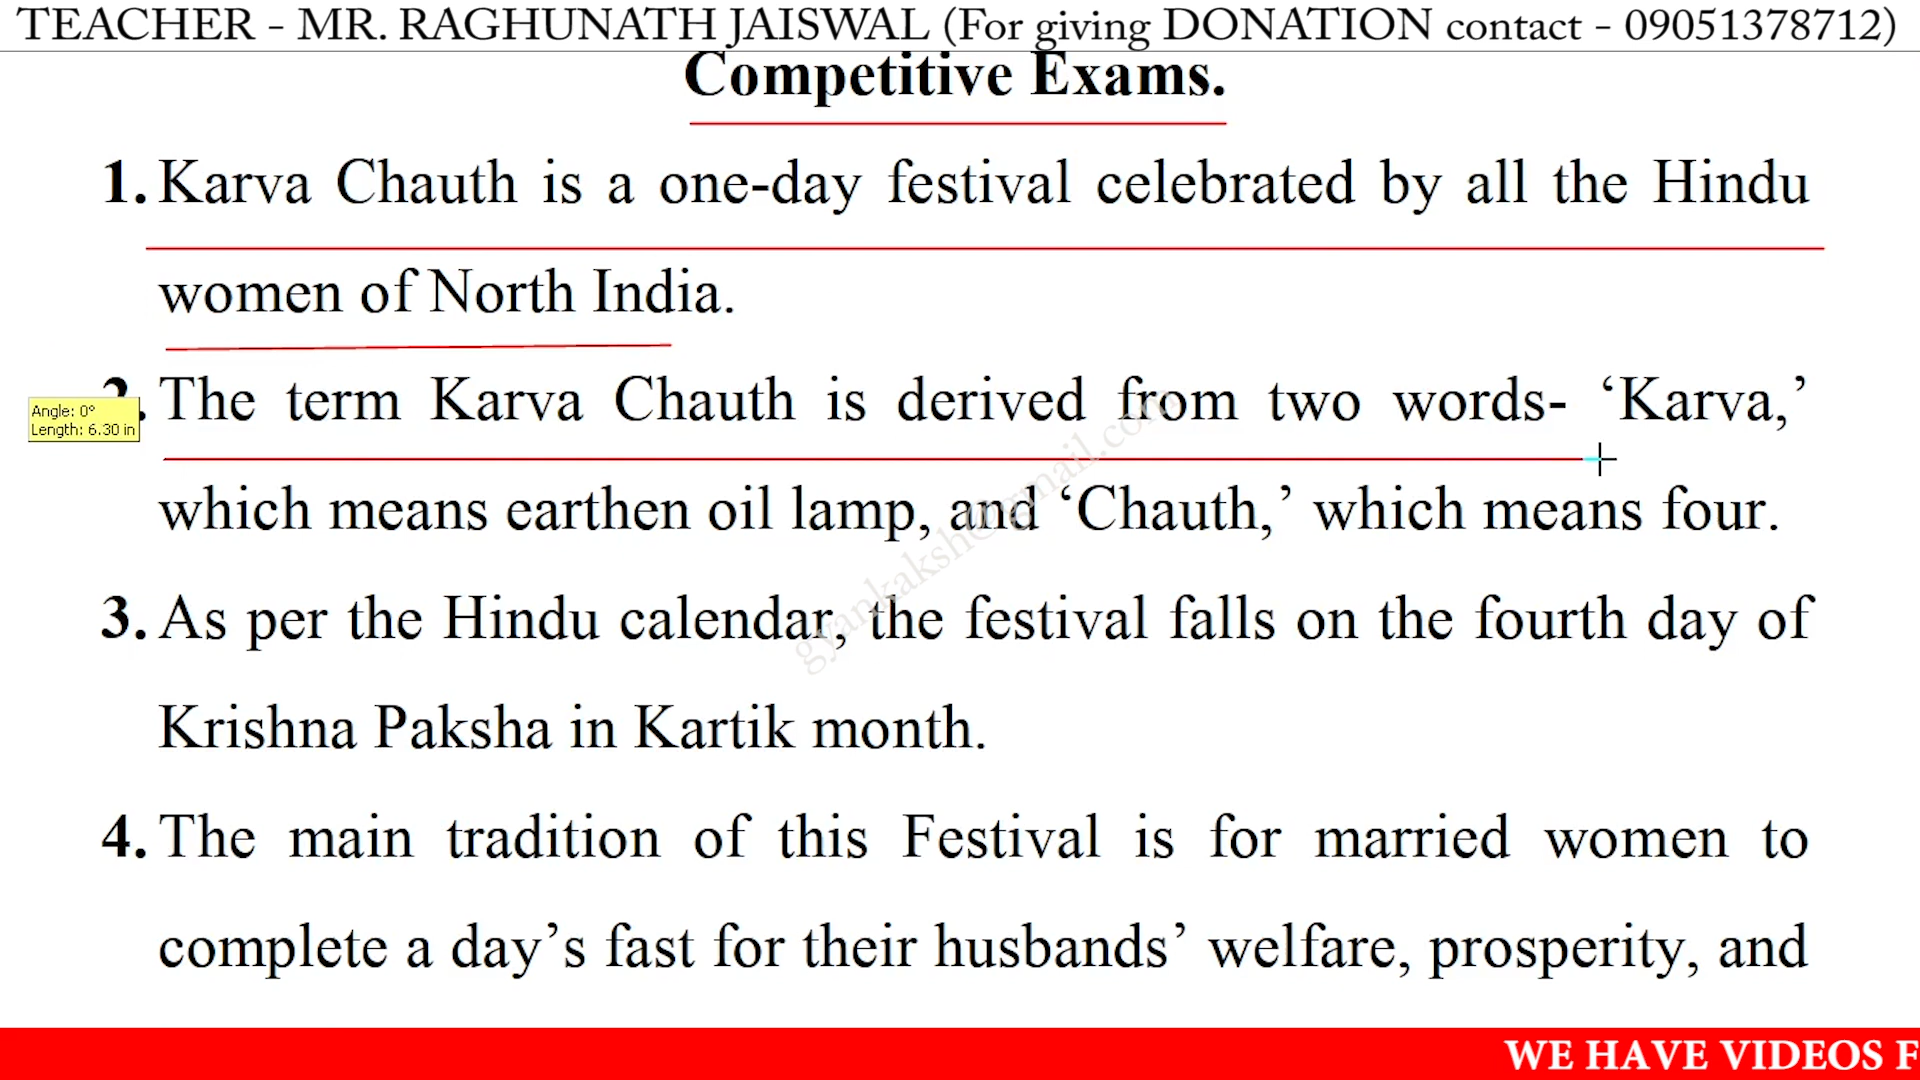 TEACHER - MR. RAGHUNATH JAISWAL (For giving DONATION contact - 09051378712)
Competitive Exams.
1. Karva Chauth is a one-day festival celebrated by all the Hindu
women of North India.
2. The term Karva Chauth is derived from two words- ‘Karva,’
Angle: 0°
Length: 6.30 in
which means earthen oil lamp, and ‘Chauth,’ which means four.
gyankaksh@gmail.com
3. As per the Hindu calendar, the festival falls on the fourth day of
Krishna Paksha in Kartik month.
4. The main tradition of this Festival is for married women to
complete a day’s fast for their husbands’ welfare, prosperity, and
WE HAVE VIDEOS F